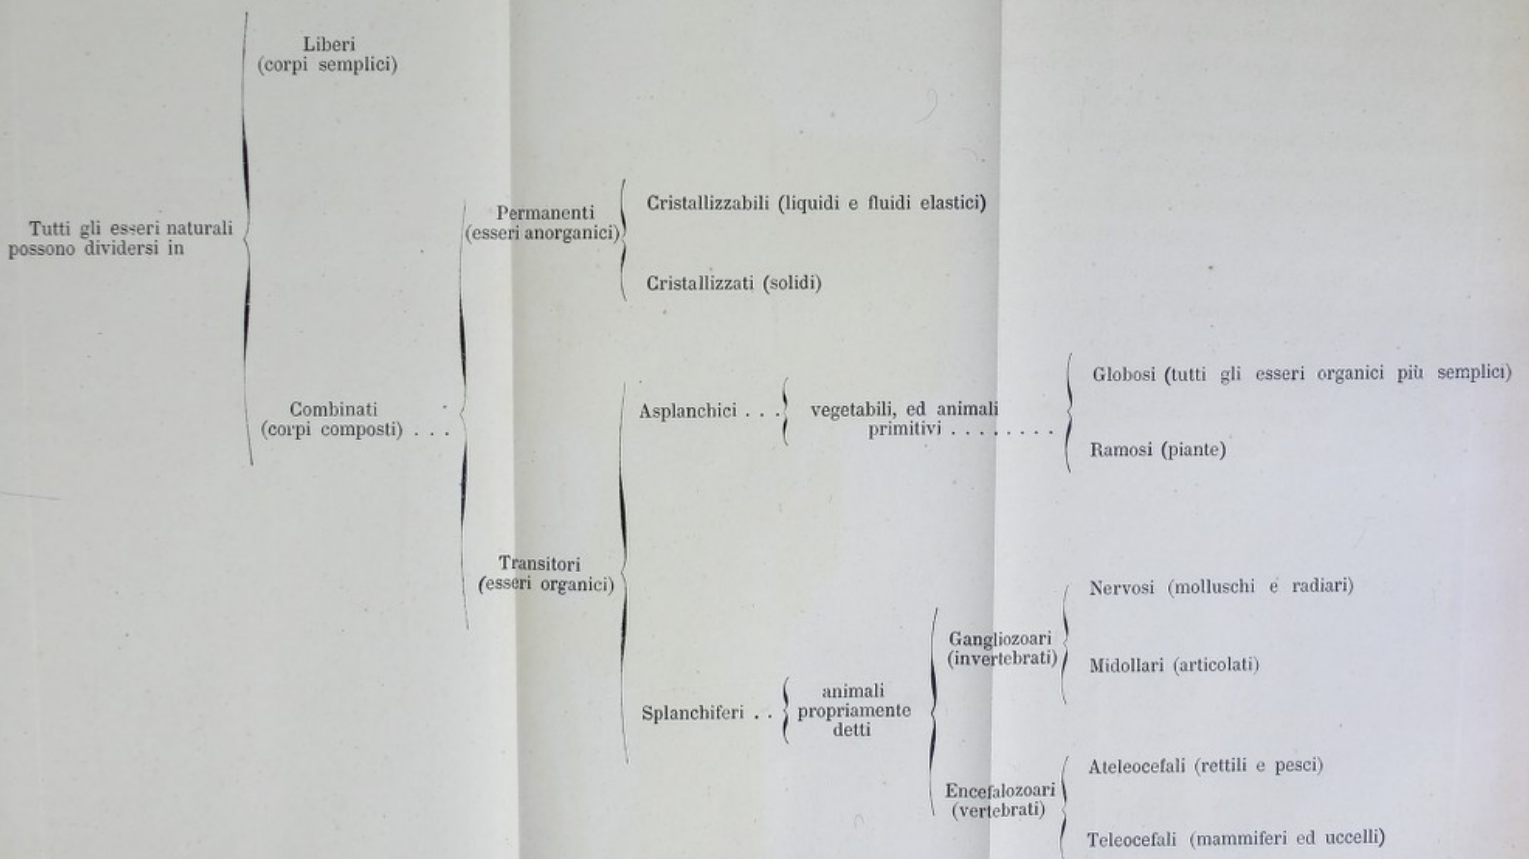 Liberi
(corpi semplici)
Tutti gli esseri naturali
possono dividersi in
Combinati
(corpi composti) . . .
Permanenti
(esseri anorganici)
Cristallizzabili (liquidi e fluidi elastici)
Cristallizzati (solidi)
Transitori
(esseri organici)
Asplanchici . . .
vegetabili, ed animali
primitivi . . . . . . . .
Globosi (tutti gli esseri organici più semplici)
Ramosi (piante)
Splanchiferi . .
animali
propriamente
detti
Gangliozoari
(invertebrati)
Nervosi (molluschi e radiari)
Midollari (articolati)
Encefalozoari
(vertebrati)
Ateleocefali (rettili e pesci)
Teleocefali (mammiferi ed uccelli)